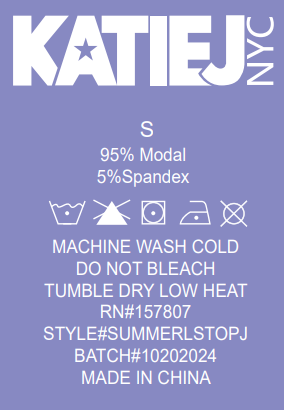 KATIEJ NYC
S
95% Modal
5%Spandex
MACHINE WASH COLD
DO NOT BLEACH
TUMBLE DRY LOW HEAT
RN#157807
STYLE#SUMMERLSTOPJ
BATCH#10202024
MADE IN CHINA